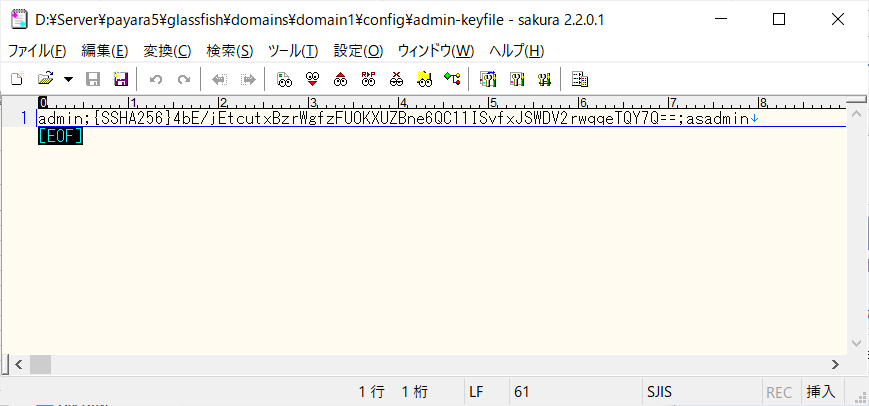 D:¥Server¥payara5¥glassfish¥domains¥domain1¥config¥admin-keyfile - sakura 2.2.0.1
ファイル(F) 編集(E) 変換(C) 検索(S) ツール(T) 設定(O) ウィンドウ(W) ヘルプ(H)
0 1 2 3 4 5 6 7 8
1 admin;{SSHA256}4bE/jEtcutxBzrWgfzFUOKXUZBne6QC11ISvfxJSWDV2rwqqeTQY7Q==;asadmin↓
[EOF]
1 行 1 桁 LF 61 SJIS REC 挿入